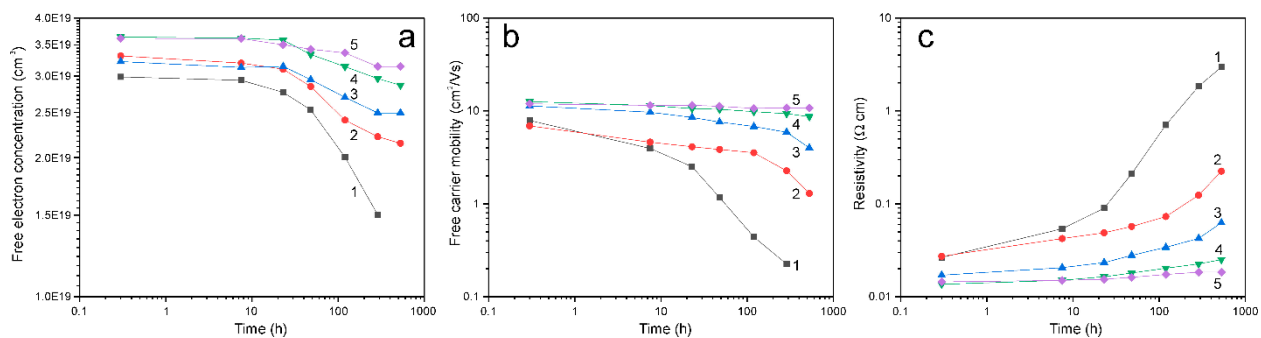 4.0E19
3.5E19
3.0E19
2.5E19
2.0E19
1.5E19
1.0E19
Free electron concentration (cm⁻³)
a
5
4
3
2
1
0.1
1
10
100
1000
Time (h)
100
10
1
0.1
Free carrier mobility (cm²/Vs)
b
5
4
3
2
1
0.1
1
10
100
1000
Time (h)
10
1
0.1
0.01
Resistivity (Ω cm)
c
1
2
3
4
5
0.1
1
10
100
1000
Time (h)